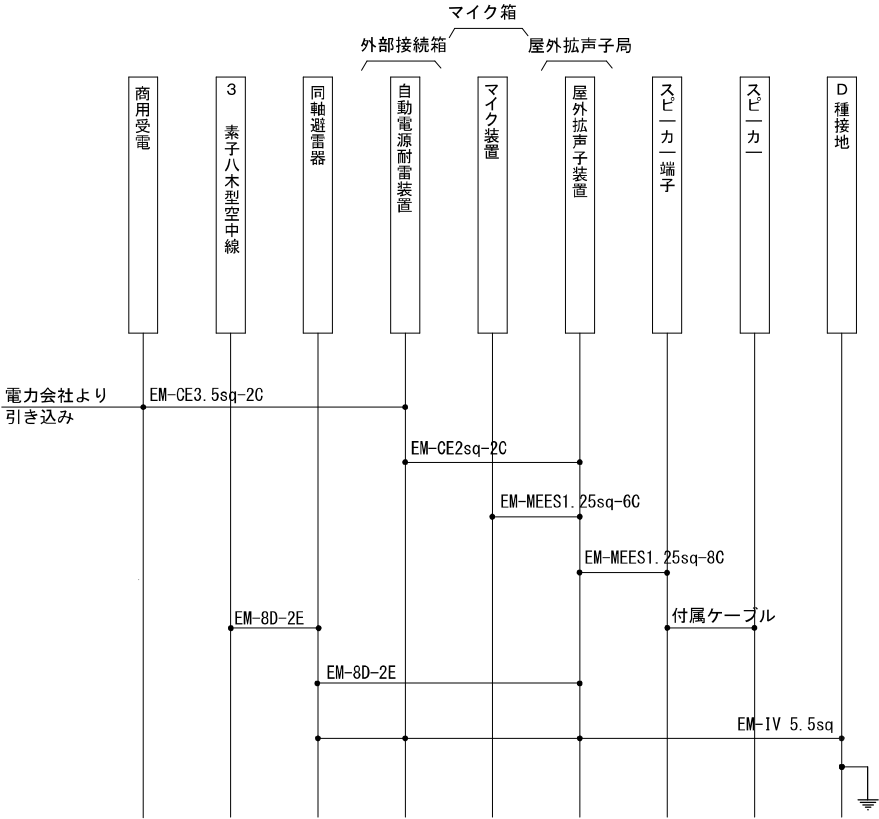 マイク箱
外部接続箱
屋外拡声子局
商用受電
3 素子八木型空中線
同軸避雷器
自動電源耐雷装置
マイク装置
屋外拡声子装置
スピーカー端子
スピーカー
D種接地
電力会社より
引き込み
EM-CE3.5sq-2C
EM-CE2sq-2C
EM-MEES1.25sq-6C
EM-MEES1.25sq-8C
付属ケーブル
EM-8D-2E
EM-8D-2E
EM-IV 5.5sq